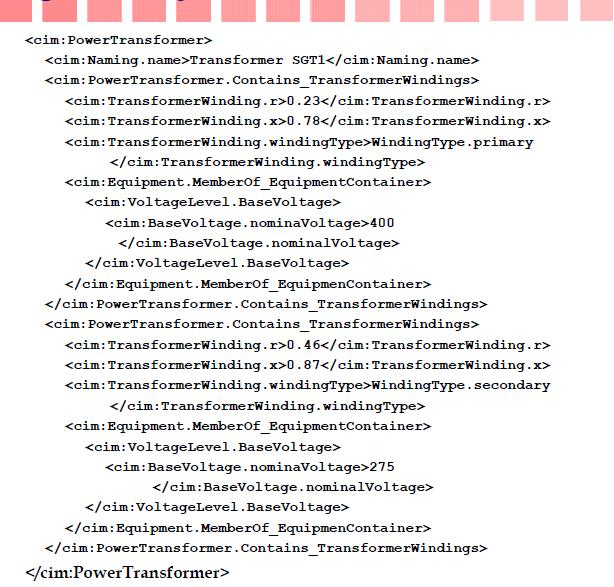 <cim:PowerTransformer>
<cim:Naming.name>Transformer SGT1</cim:Naming.name>
<cim:PowerTransformer.Contains_TransformerWindings>
<cim:TransformerWinding.r>0.23</cim:TransformerWinding.r>
<cim:TransformerWinding.x>0.78</cim:TransformerWinding.x>
<cim:TransformerWinding.windingType>WindingType.primary
</cim:TransformerWinding.windingType>
<cim:Equipment.MemberOf_EquipmentContainer>
<cim:VoltageLevel.BaseVoltage>
<cim:BaseVoltage.nominaVoltage>400
</cim:BaseVoltage.nominalVoltage>
</cim:VoltageLevel.BaseVoltage>
</cim:Equipment.MemberOf_EquipmenContainer>
</cim:PowerTransformer.Contains_TransformerWindings>
<cim:PowerTransformer.Contains_TransformerWindings>
<cim:TransformerWinding.r>0.46</cim:TransformerWinding.r>
<cim:TransformerWinding.x>0.87</cim:TransformerWinding.x>
<cim:TransformerWinding.windingType>WindingType.secondary
</cim:TransformerWinding.windingType>
<cim:Equipment.MemberOf_EquipmentContainer>
<cim:VoltageLevel.BaseVoltage>
<cim:BaseVoltage.nominaVoltage>275
</cim:BaseVoltage.nominalVoltage>
</cim:VoltageLevel.BaseVoltage>
</cim:Equipment.MemberOf_EquipmenContainer>
</cim:PowerTransformer.Contains_TransformerWindings>
</cim:PowerTransformer>